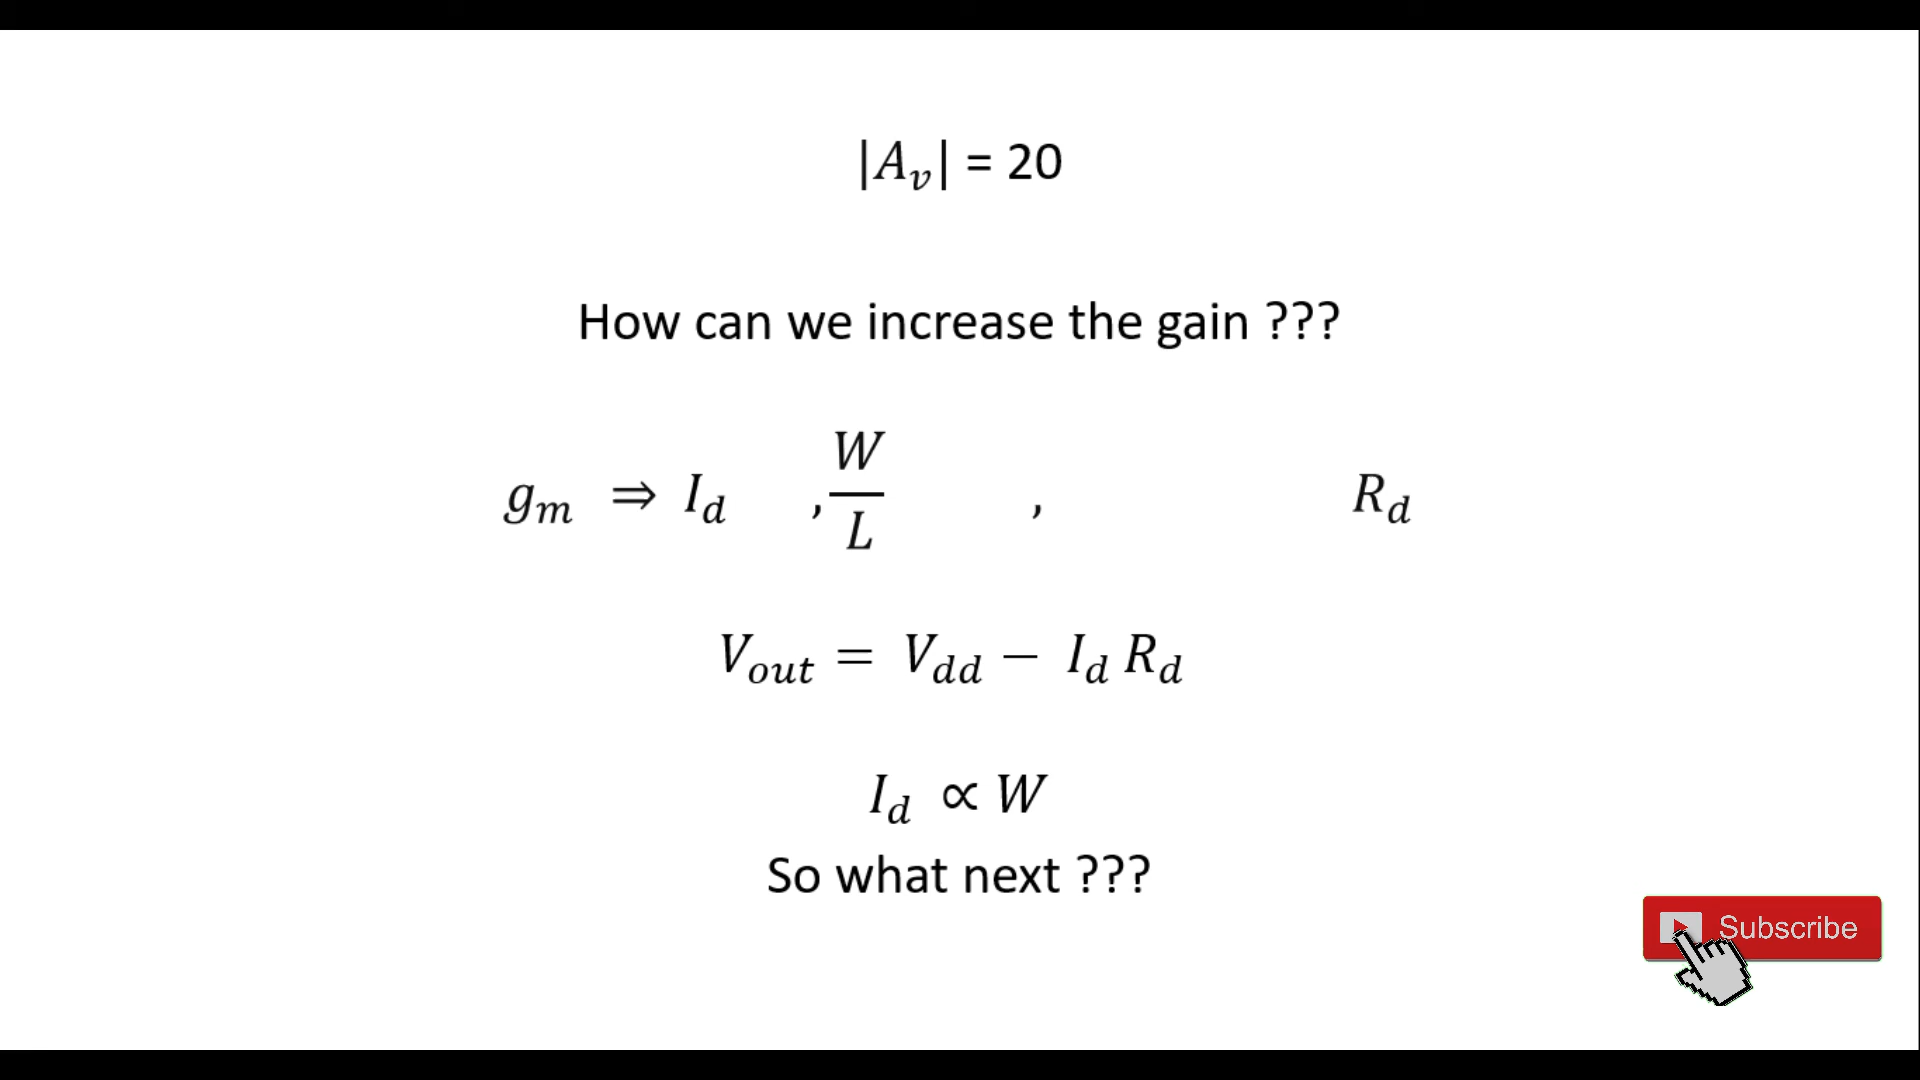 |A_v| = 20
How can we increase the gain ???
g_m ⇒ I_d , W/L , R_d
V_out = V_dd − I_d R_d
I_d ∝ W
So what next ???
Subscribe